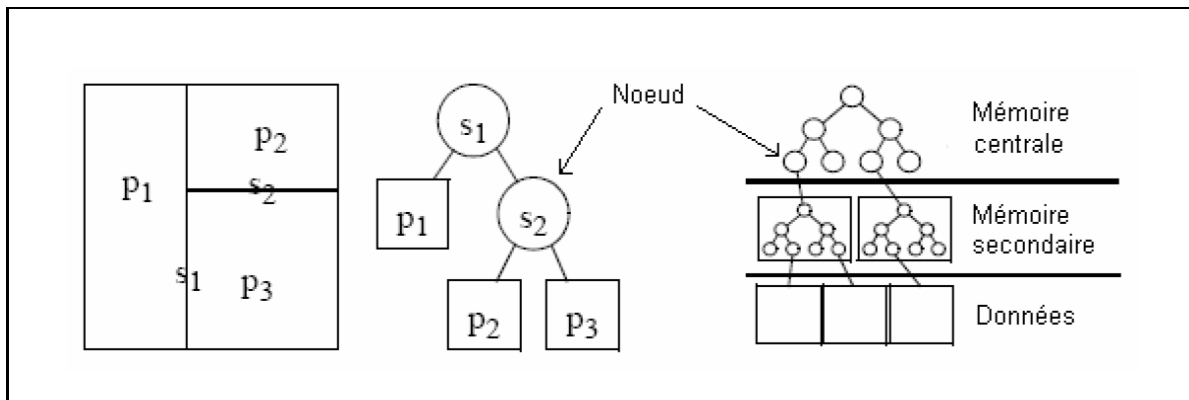 p1
p2
s2
s1
p3
s1
p1
s2
p2
p3
Noeud
Mémoire
centrale
Mémoire
secondaire
Données